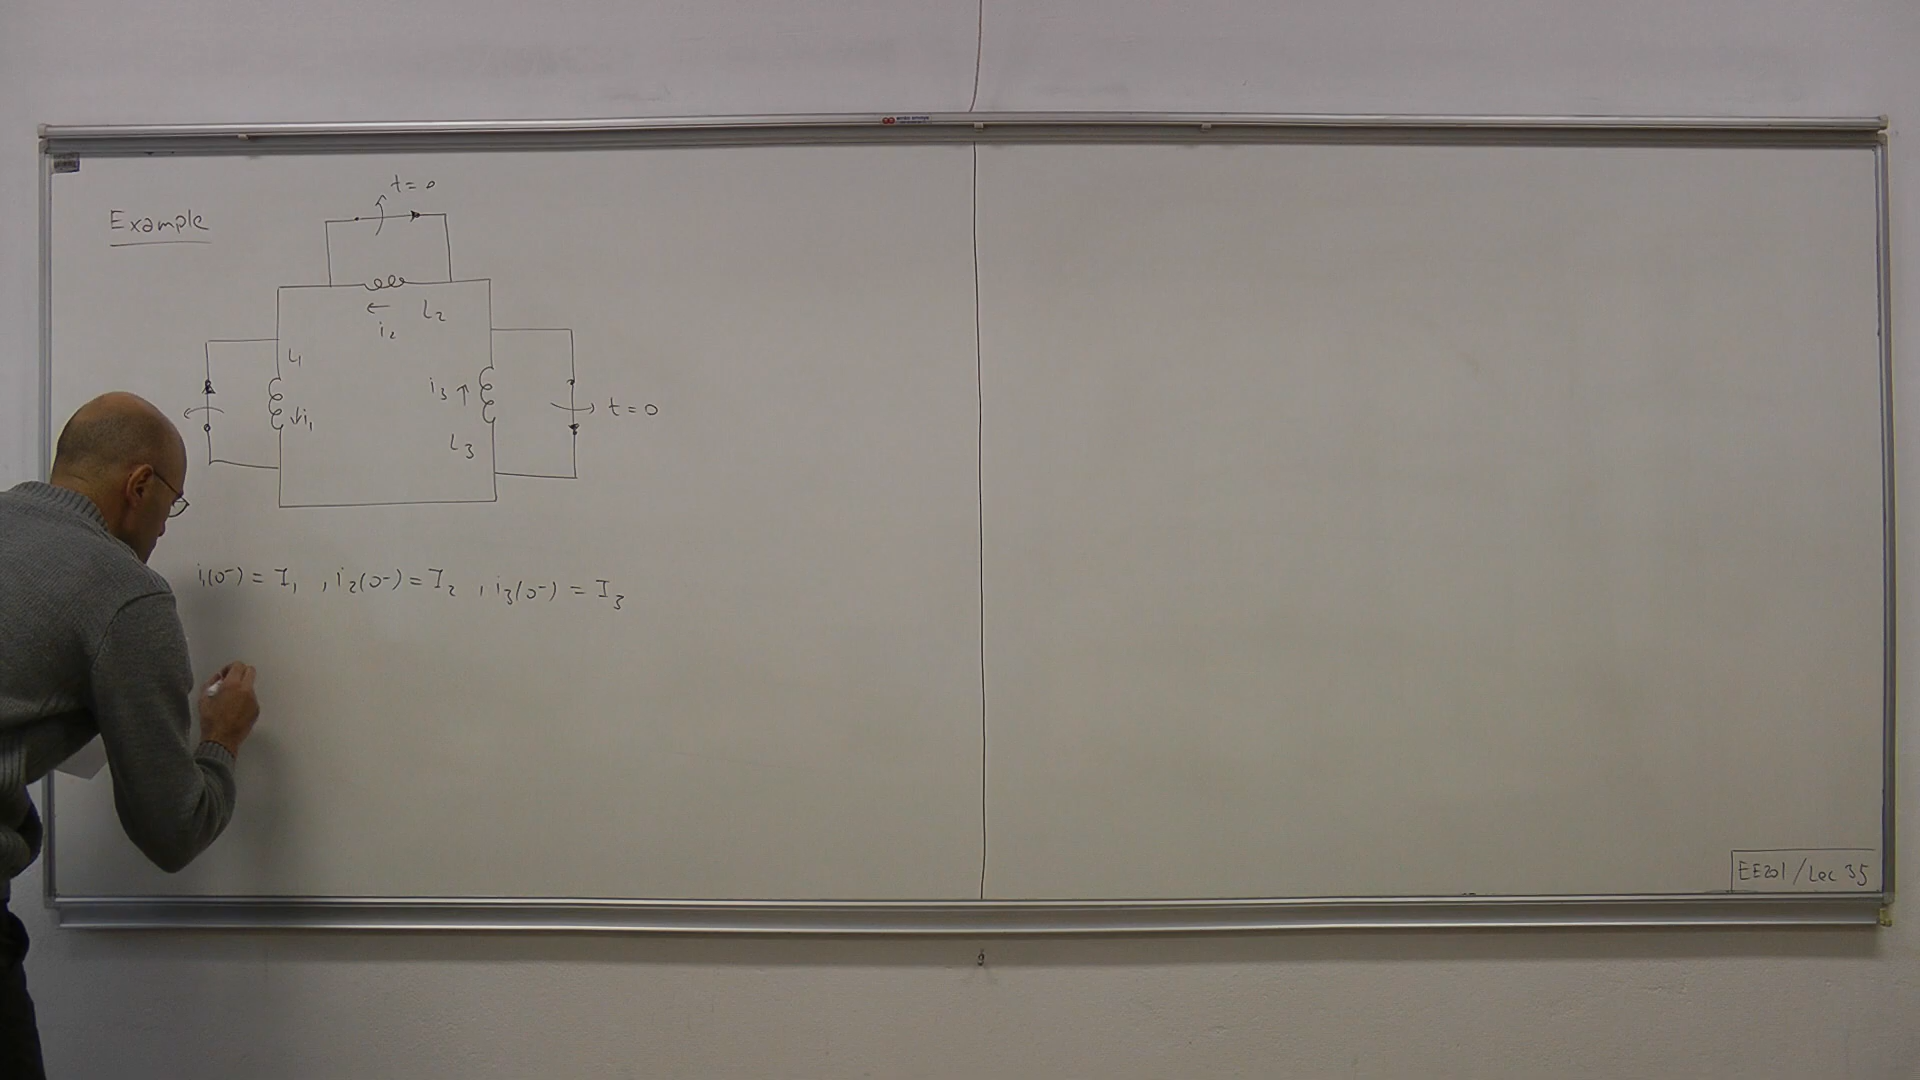 t=0
Example
i₂
L₂
L₁
i₁
i₃
L₃
t=0
i₁(0⁻) = I₁ , i₂(0⁻) = I₂ , i₃(0⁻) = I₃
EE201/Lec 35